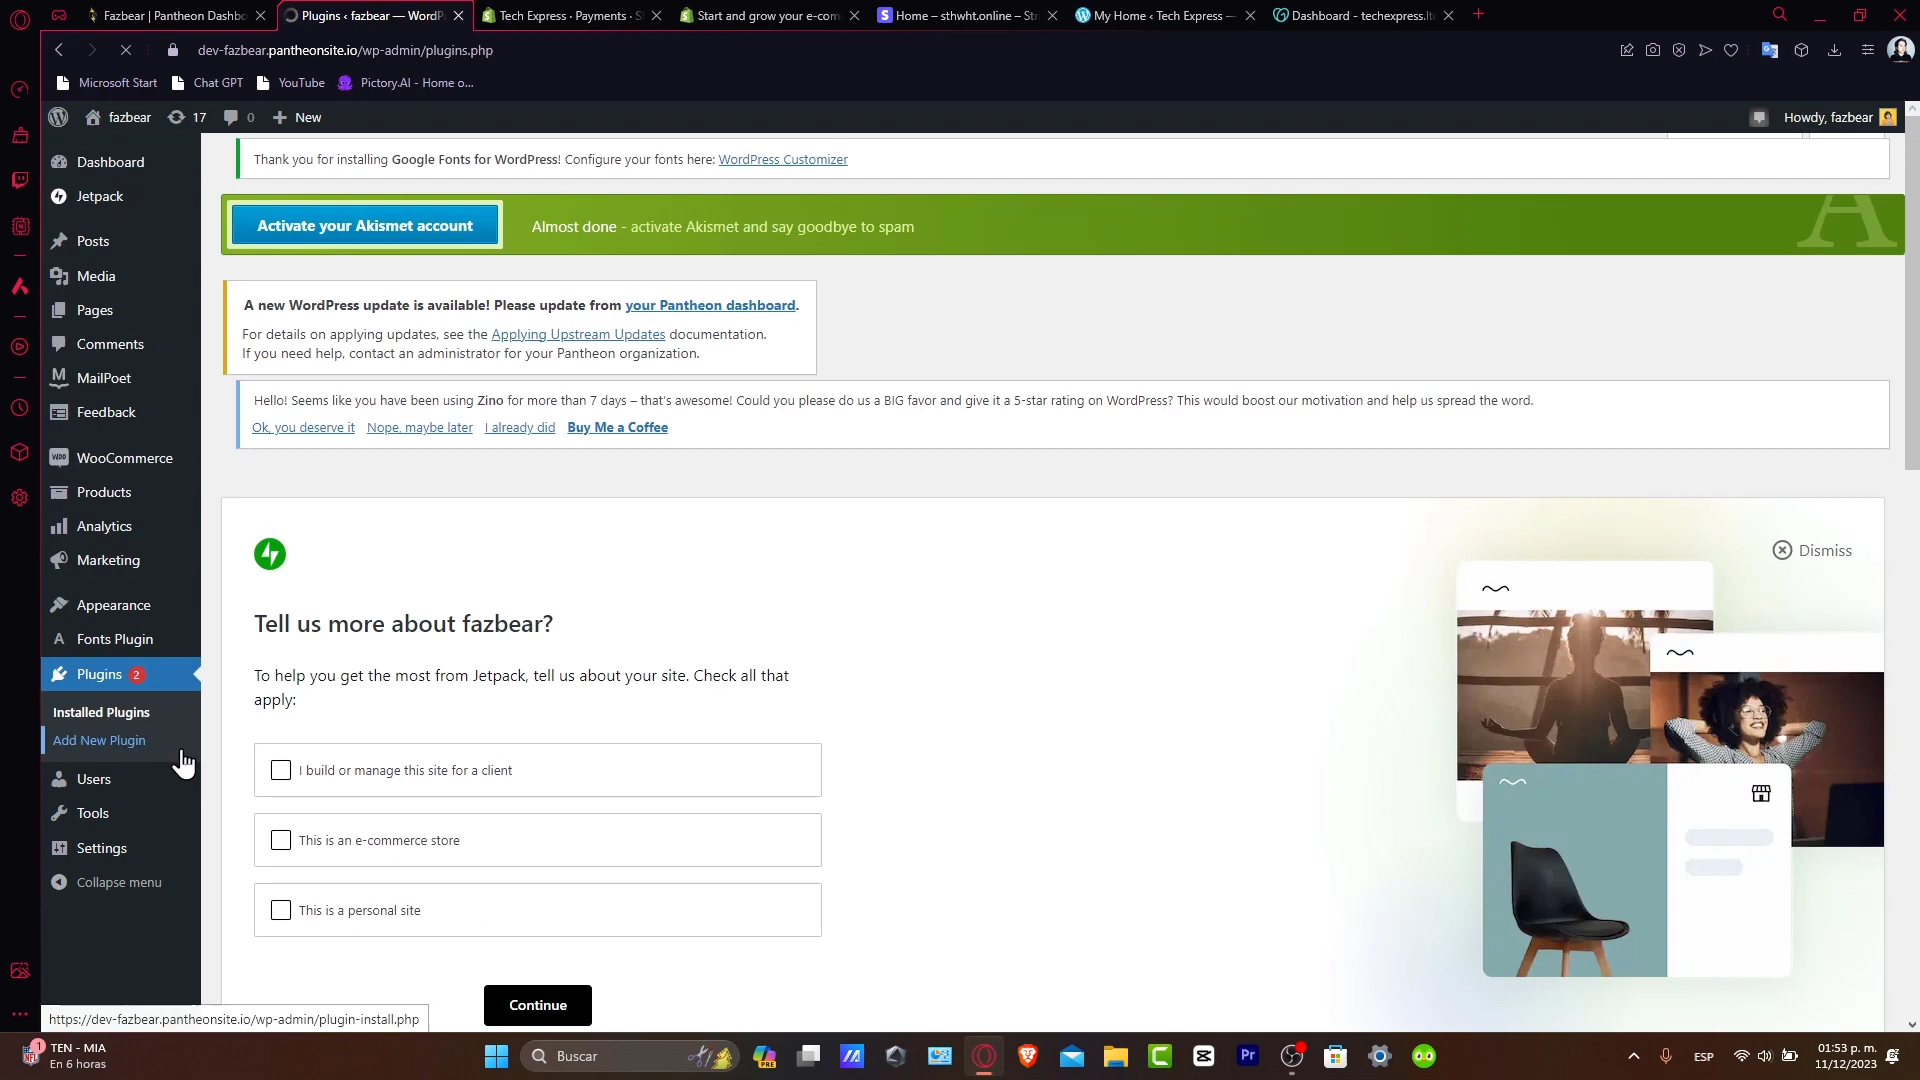 Fazbear | Pantheon Dashbo
Plugins ‹ fazbear — WordP
Tech Express · Payments · S
Start and grow your e-com
Home – sthwht.online – Str
My Home ‹ Tech Express —
Dashboard - techexpress.lt
dev-fazbear.pantheonsite.io/wp-admin/plugins.php
Microsoft Start
Chat GPT
YouTube
Pictory.AI - Home o...
fazbear
17
0
New
Howdy, fazbear
Dashboard
Jetpack
Posts
Media
Pages
Comments
MailPoet
Feedback
WooCommerce
Products
Analytics
Marketing
Appearance
Fonts Plugin
Plugins 2
Installed Plugins
Add New Plugin
Users
Tools
Settings
Collapse menu
Thank you for installing Google Fonts for WordPress! Configure your fonts here: WordPress Customizer
Activate your Akismet account
Almost done - activate Akismet and say goodbye to spam
A new WordPress update is available! Please update from your Pantheon dashboard.
For details on applying updates, see the Applying Upstream Updates documentation.
If you need help, contact an administrator for your Pantheon organization.
Hello! Seems like you have been using Zino for more than 7 days – that's awesome! Could you please do us a BIG favor and give it a 5-star rating on WordPress? This would boost our motivation and help us spread the word.
Ok, you deserve it
Nope, maybe later
I already did
Buy Me a Coffee
Dismiss
Tell us more about fazbear?
To help you get the most from Jetpack, tell us about your site. Check all that
apply:
I build or manage this site for a client
This is an e-commerce store
This is a personal site
Continue
https://dev-fazbear.pantheonsite.io/wp-admin/plugin-install.php
1
TEN - MIA
En 6 horas
Buscar
PRE
Pr
ESP
01:53 p. m.
11/12/2023